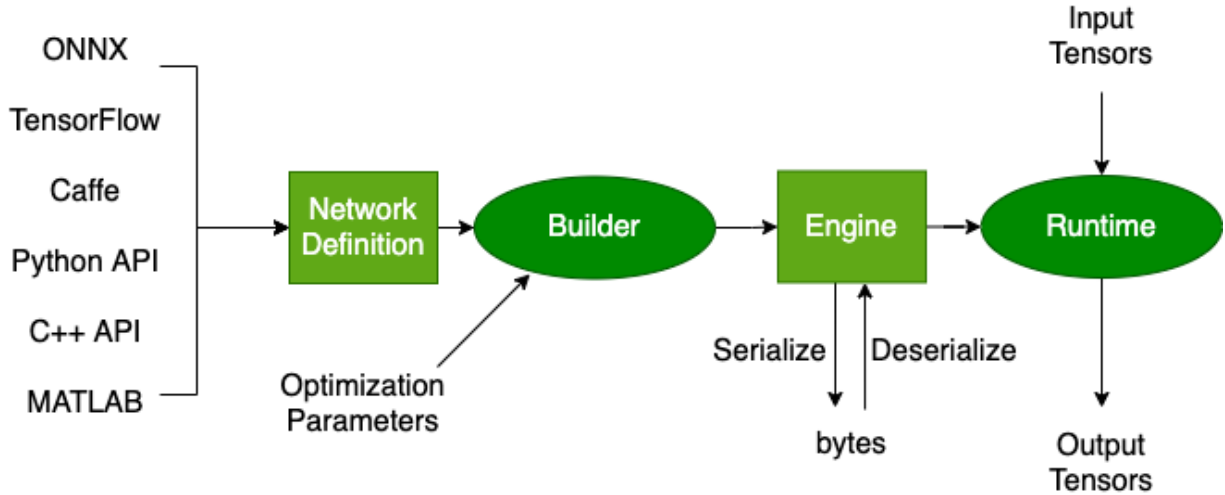 ONNX
TensorFlow
Caffe
Python API
C++ API
MATLAB
Network
Definition
Optimization
Parameters
Builder
Engine
Serialize
Deserialize
bytes
Input
Tensors
Runtime
Output
Tensors